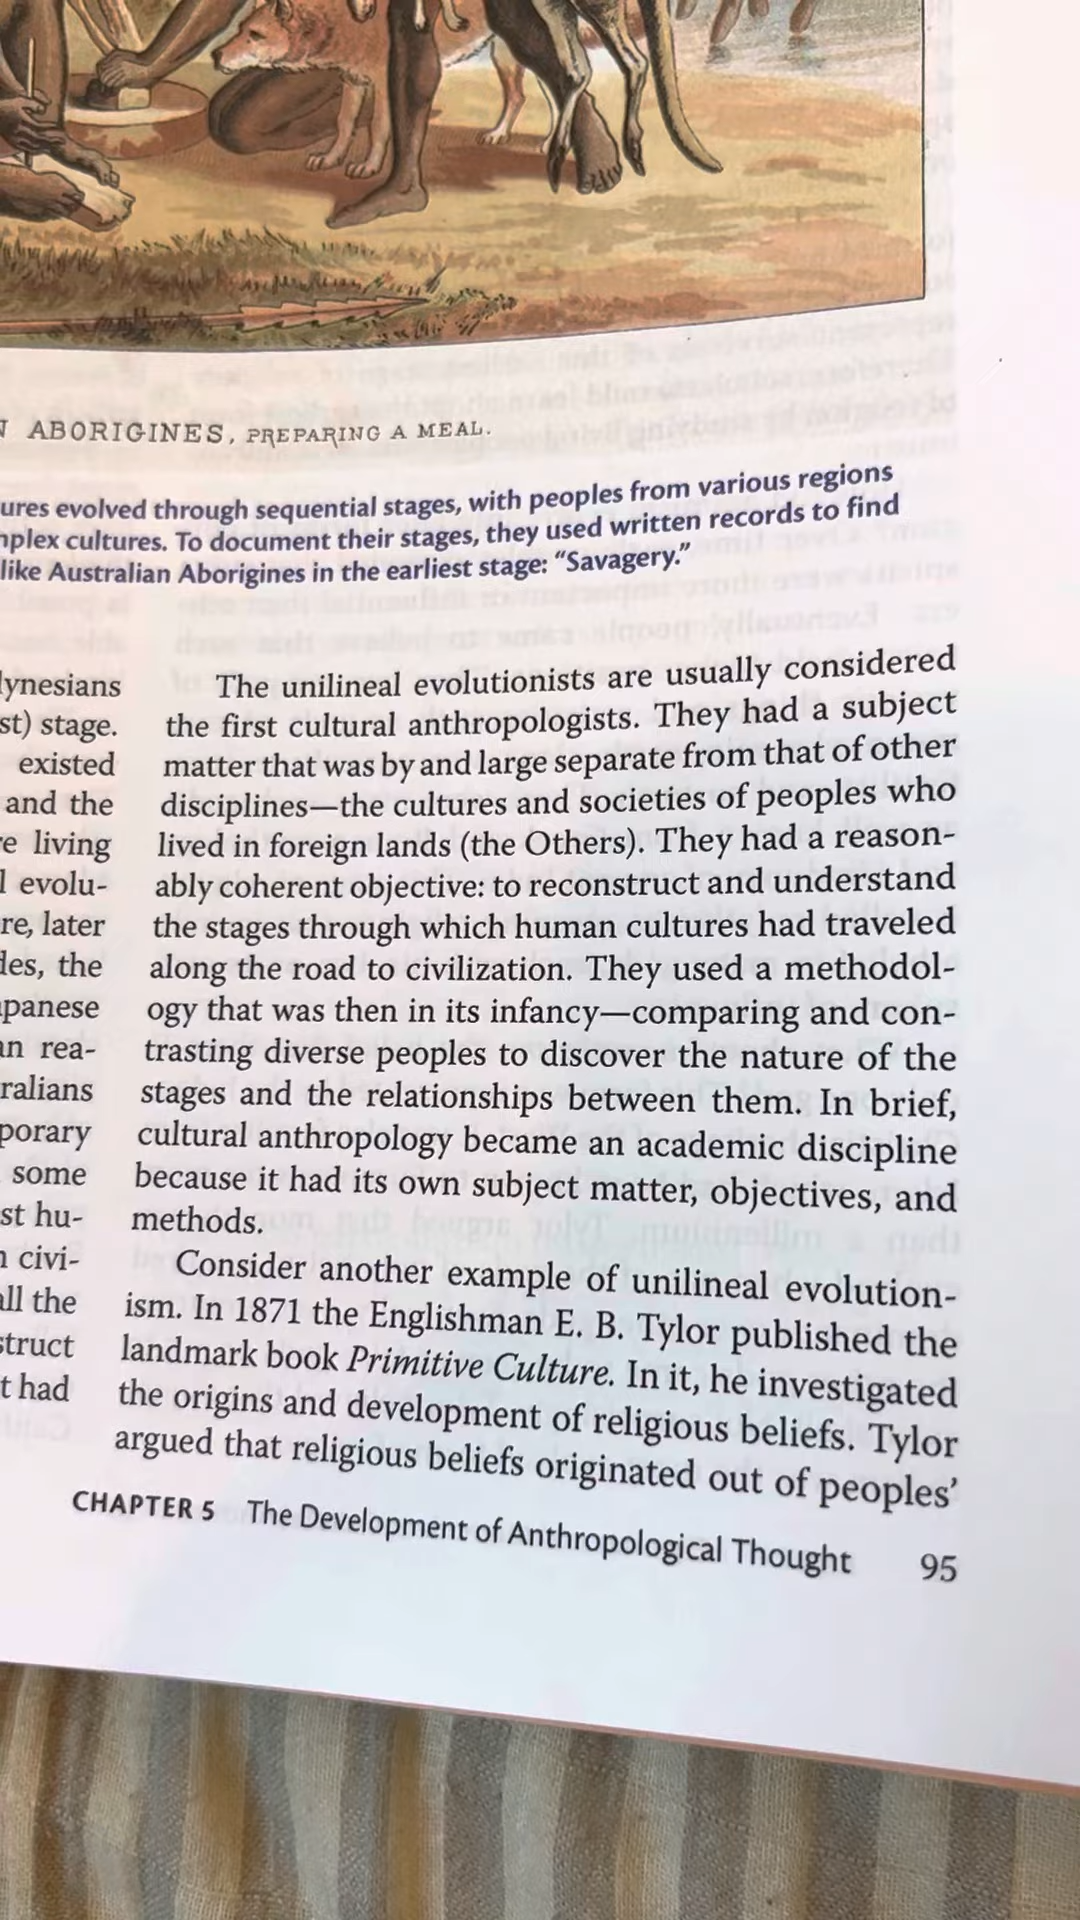 ABORIGINES, PREPARING A MEAL.
evolved through sequential stages, with peoples from various regions
cultures. To document their stages, they used written records to find
like Australian Aborigines in the earliest stage: “Savagery.”
st) stage.
existed
and the
living
evolu-
re, later
the
an rea-
some
st hu-
civi-
the
had
The unilineal evolutionists are usually considered
the first cultural anthropologists. They had a subject
matter that was by and large separate from that of other
disciplines—the cultures and societies of peoples who
lived in foreign lands (the Others). They had a reason-
ably coherent objective: to reconstruct and understand
the stages through which human cultures had traveled
along the road to civilization. They used a methodol-
ogy that was then in its infancy—comparing and con-
trasting diverse peoples to discover the nature of the
stages and the relationships between them. In brief,
cultural anthropology became an academic discipline
because it had its own subject matter, objectives, and
methods.
Consider another example of unilineal evolution-
ism. In 1871 the Englishman E. B. Tylor published the
landmark book Primitive Culture. In it, he investigated
the origins and development of religious beliefs. Tylor
argued that religious beliefs originated out of peoples’
CHAPTER 5 The Development of Anthropological Thought 95